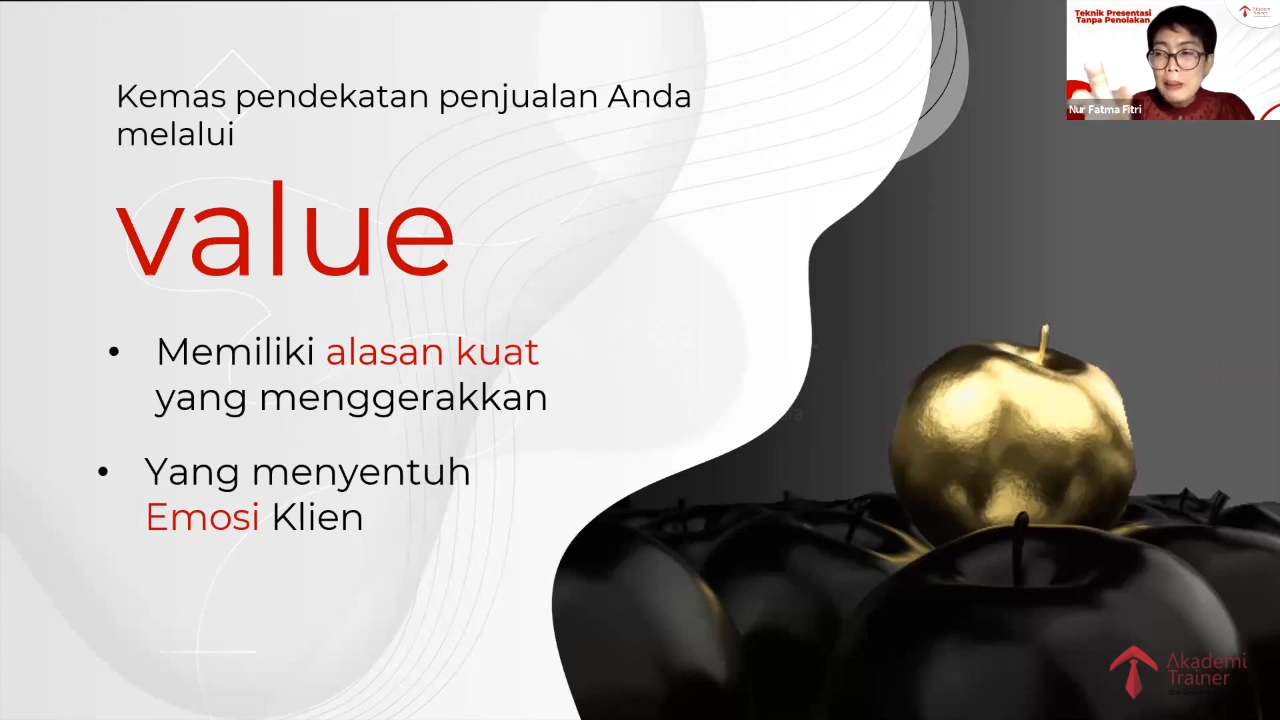 Kemas pendekatan penjualan Anda
melalui
value
• Memiliki alasan kuat
yang menggerakkan
• Yang menyentuh
Emosi Klien
Teknik Presentasi
Tanpa Penolakan
Nur Fatma Fitri
Akademi
Trainer